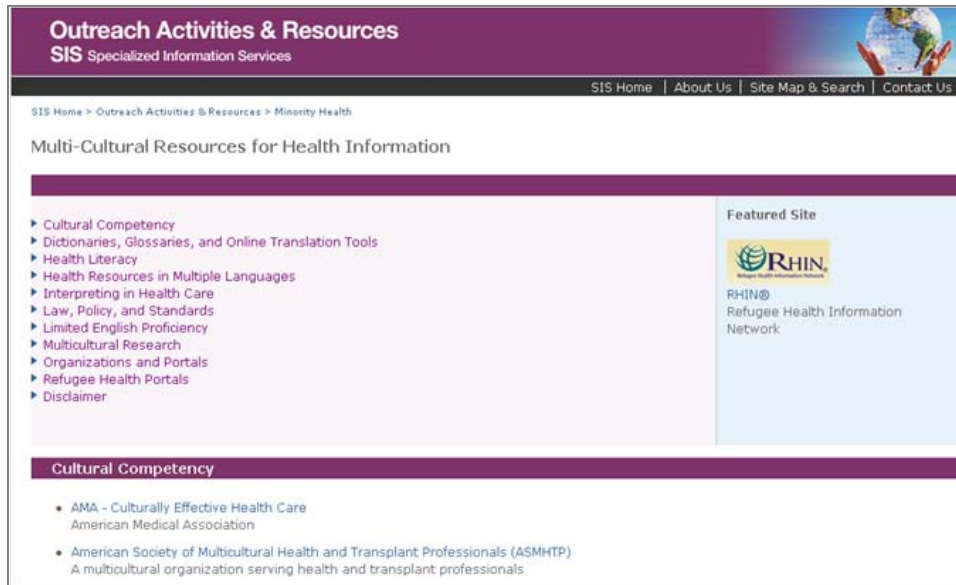 Outreach Activities & Resources
SIS Specialized Information Services
SIS Home | About Us | Site Map & Search | Contact Us
SIS Home > Outreach Activities & Resources > Minority Health
Multi-Cultural Resources for Health Information
Cultural Competency
Dictionaries, Glossaries, and Online Translation Tools
Health Literacy
Health Resources in Multiple Languages
Interpreting in Health Care
Law, Policy, and Standards
Limited English Proficiency
Multicultural Research
Organizations and Portals
Refugee Health Portals
Disclaimer
Featured Site
RHIN®
Refugee Health Information Network
RHIN®
Refugee Health Information
Network
Cultural Competency
AMA - Culturally Effective Health Care
American Medical Association
American Society of Multicultural Health and Transplant Professionals (ASMHTP)
A multicultural organization serving health and transplant professionals